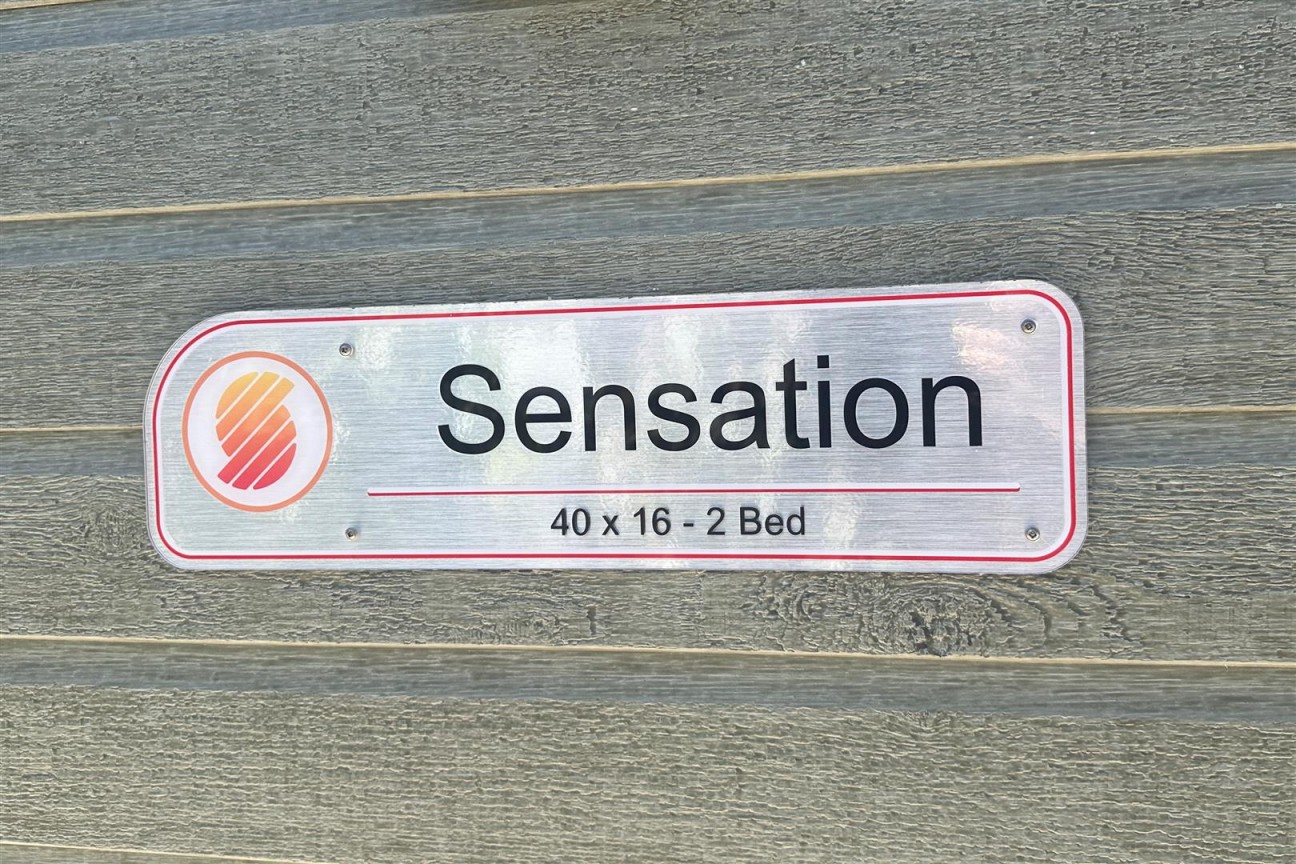 Sensation
40 x 16 - 2 Bed